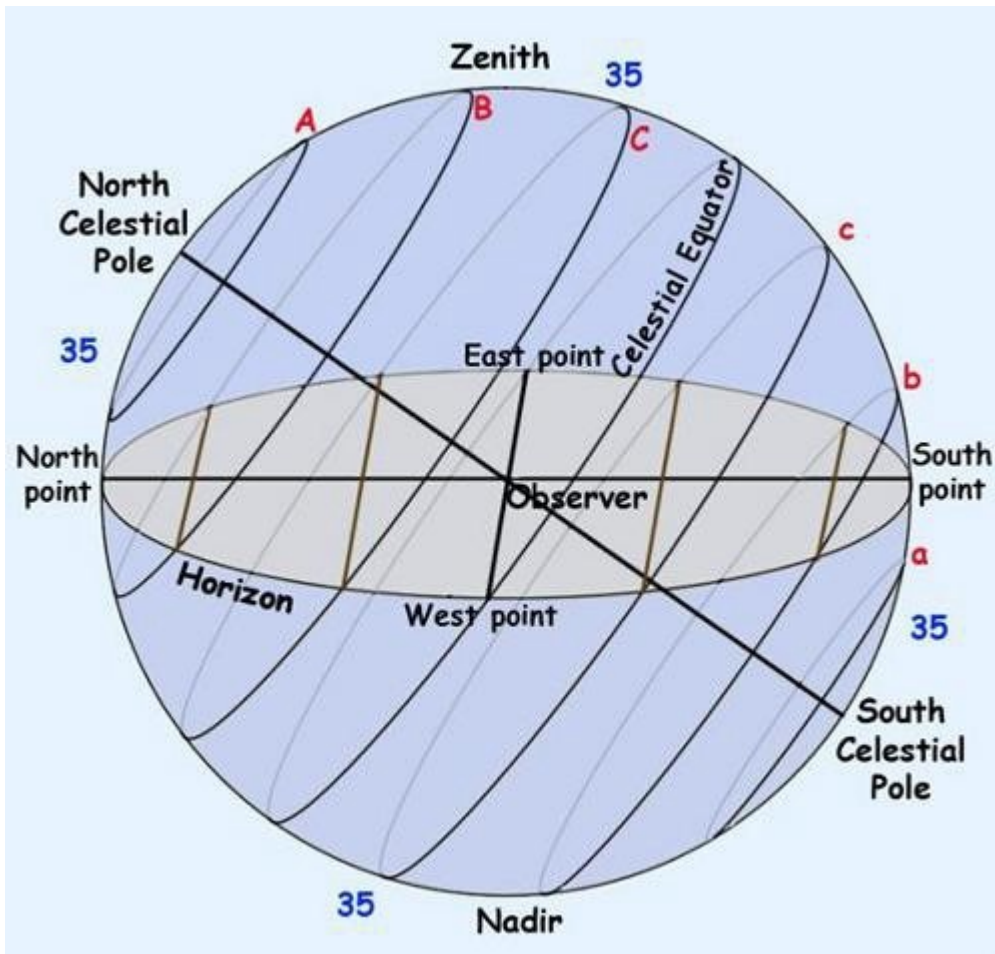 Zenith
35
A
B
C
North
Celestial
Pole
Celestial Equator
c
35
East point
b
North
point
South
point
Observer
a
Horizon
West point
35
South
Celestial
Pole
35
Nadir